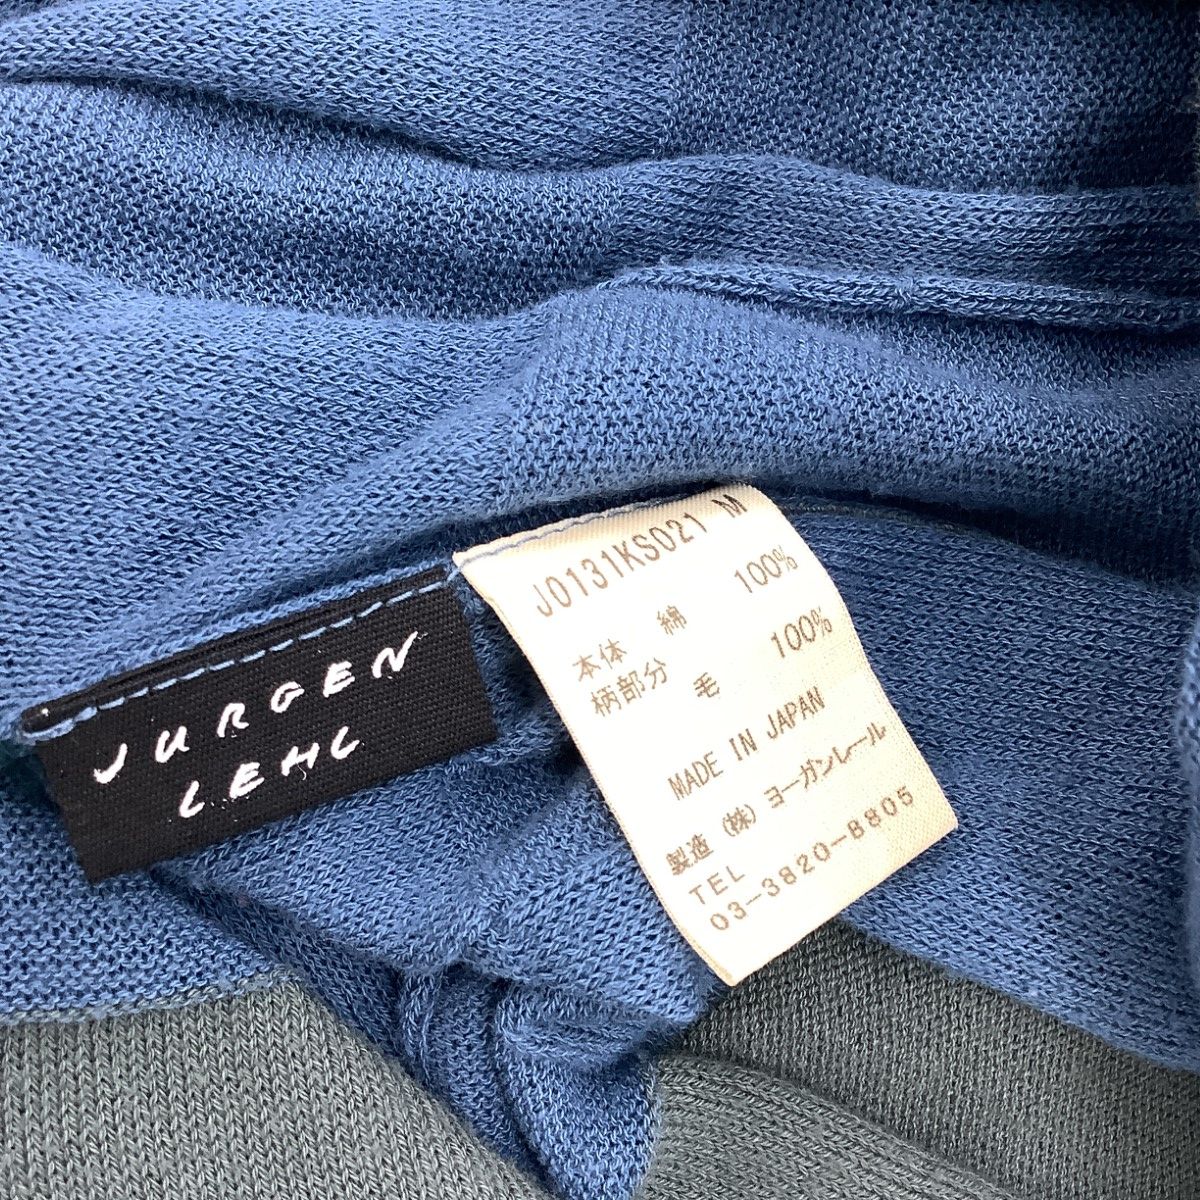 JURGEN
LEHL
J0131KS021 M
本体 綿 100%
柄部分 毛 100%
MADE IN JAPAN
製造 (株) ヨーガンレール
TEL
03-3820-8805